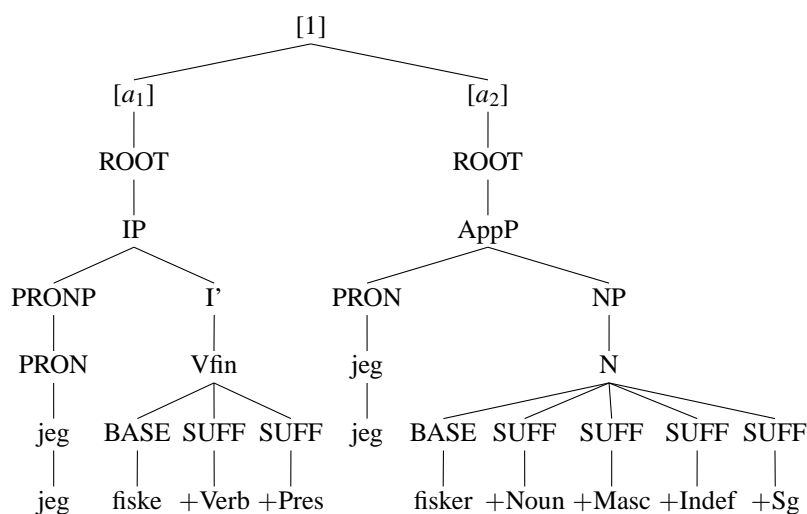 [1]
[a1] [a2]
ROOT ROOT
IP AppP
PRONP I’ PRON NP
PRON Vfin jeg N
jeg BASE SUFF SUFF jeg BASE SUFF SUFF SUFF SUFF
jeg fiske +Verb +Pres fisker +Noun +Masc +Indef +Sg